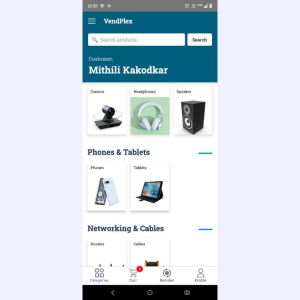 12:55
VendPlex
Search products..
Search
Customer,
Mithili Kakodkar
Camera
Headphones
Speaker
Phones & Tablets
Phones
Tablets
Networking & Cables
Routers
Cables
Categories
Cart
Reorder
Profile